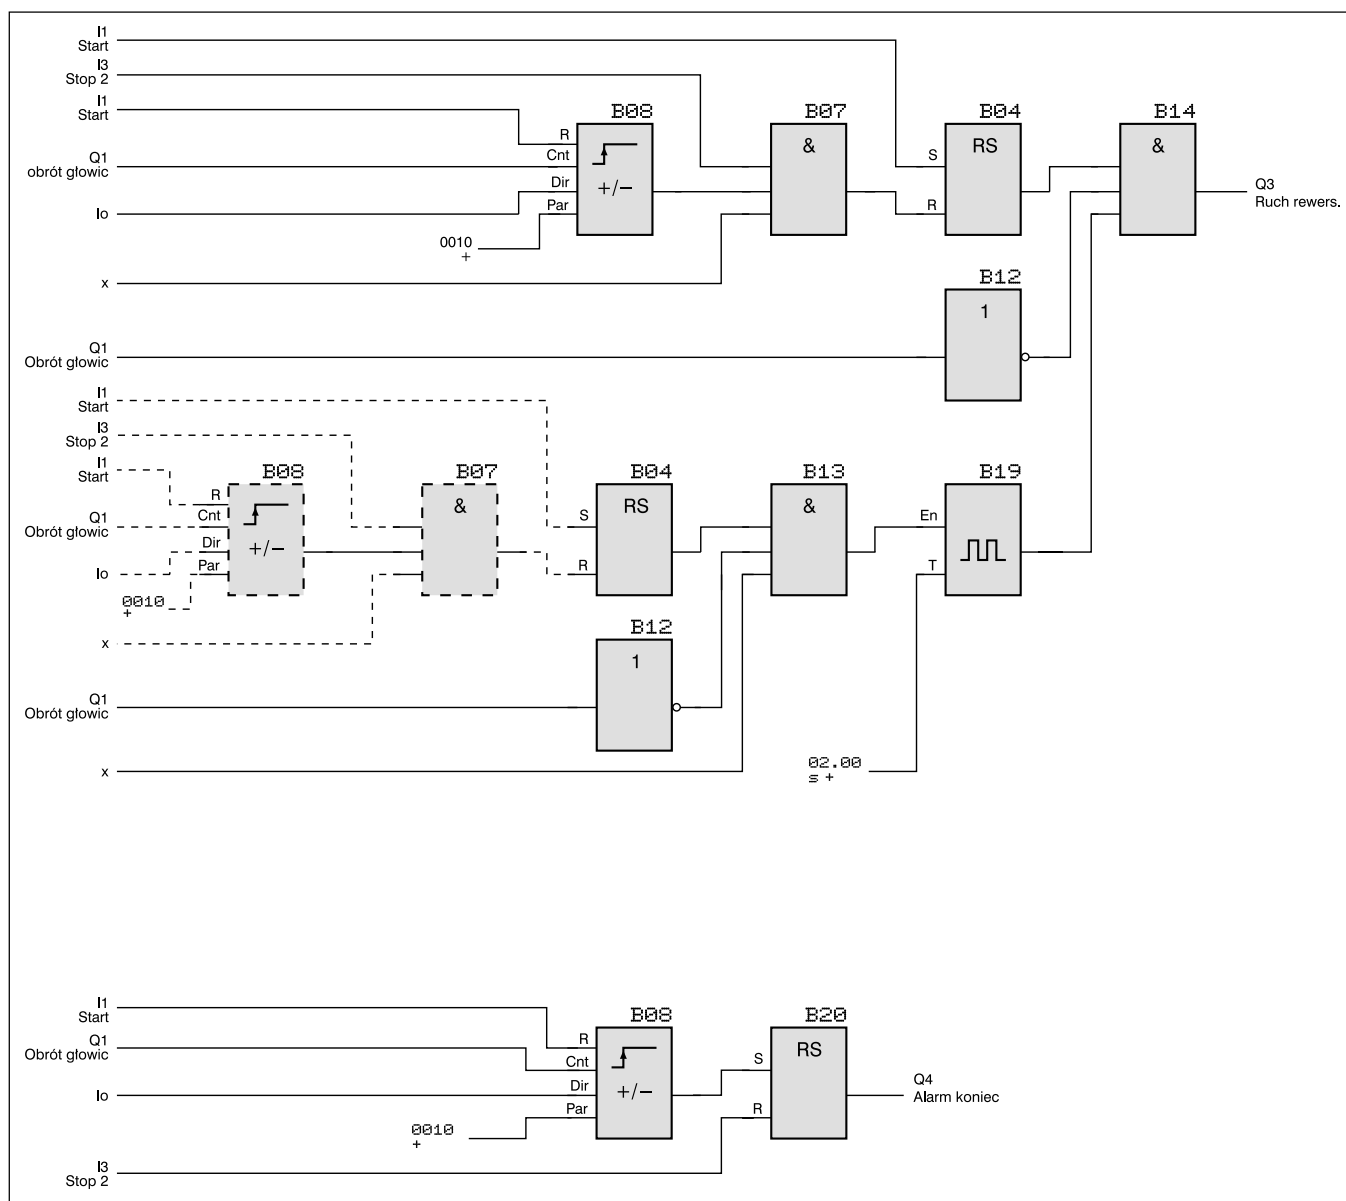 I1
Start
I3
Stop 2
I1
Start
Q1
obrót głowic
Io
x
0010
+
R
Cnt
Dir
Par
B08
+/–
B07
&
S
R
B04
RS
B14
&
Q3
Ruch rewers.
B12
1
Q1
Obrót głowic
I1
Start
I3
Stop 2
I1
Start
Q1
Obrót głowic
Io
0010
+
x
R
Cnt
Dir
Par
B08
+/–
B07
&
S
R
B04
RS
B13
&
En
T
B19
B12
1
Q1
Obrót głowic
x
02.00
s +
I1
Start
Q1
Obrót głowic
Io
0010
+
I3
Stop 2
R
Cnt
Dir
Par
B08
+/–
S
R
B20
RS
Q4
Alarm koniec